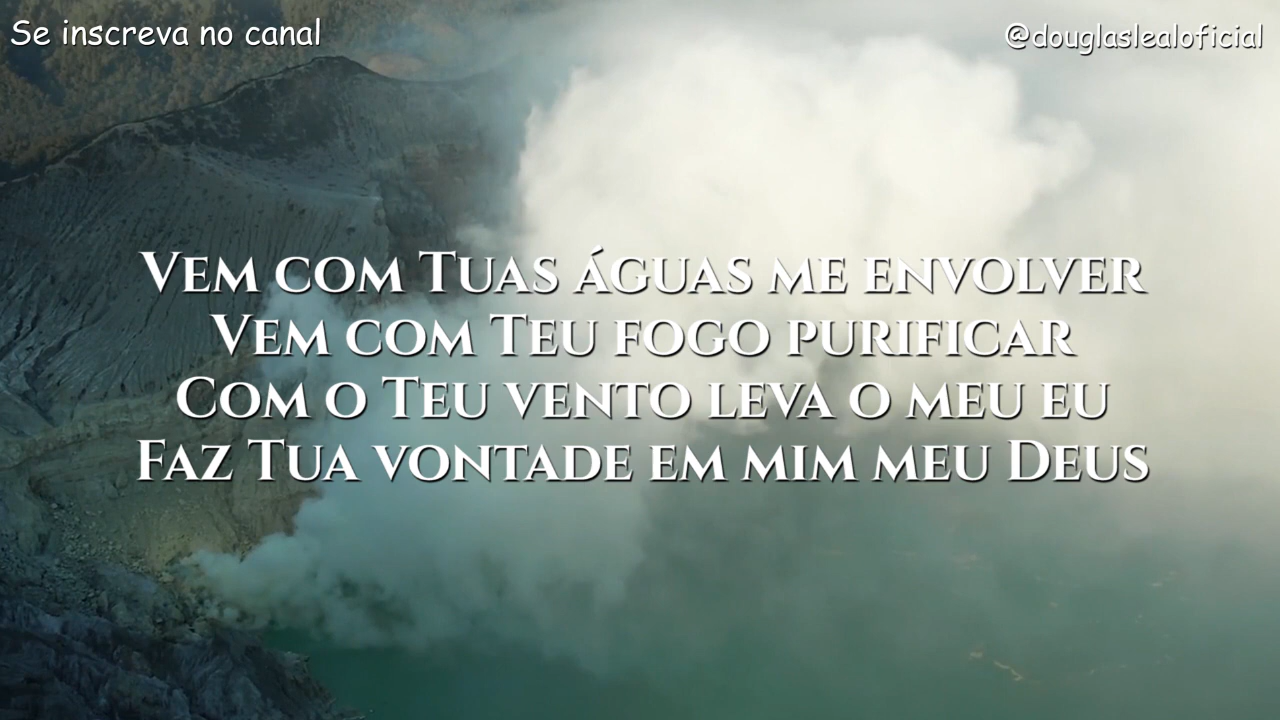 Se inscreva no canal
@douglaslealoficial
Vem com Tuas águas me envolver
Vem com Teu fogo purificar
Com o Teu vento leva o meu eu
Faz Tua vontade em mim meu Deus